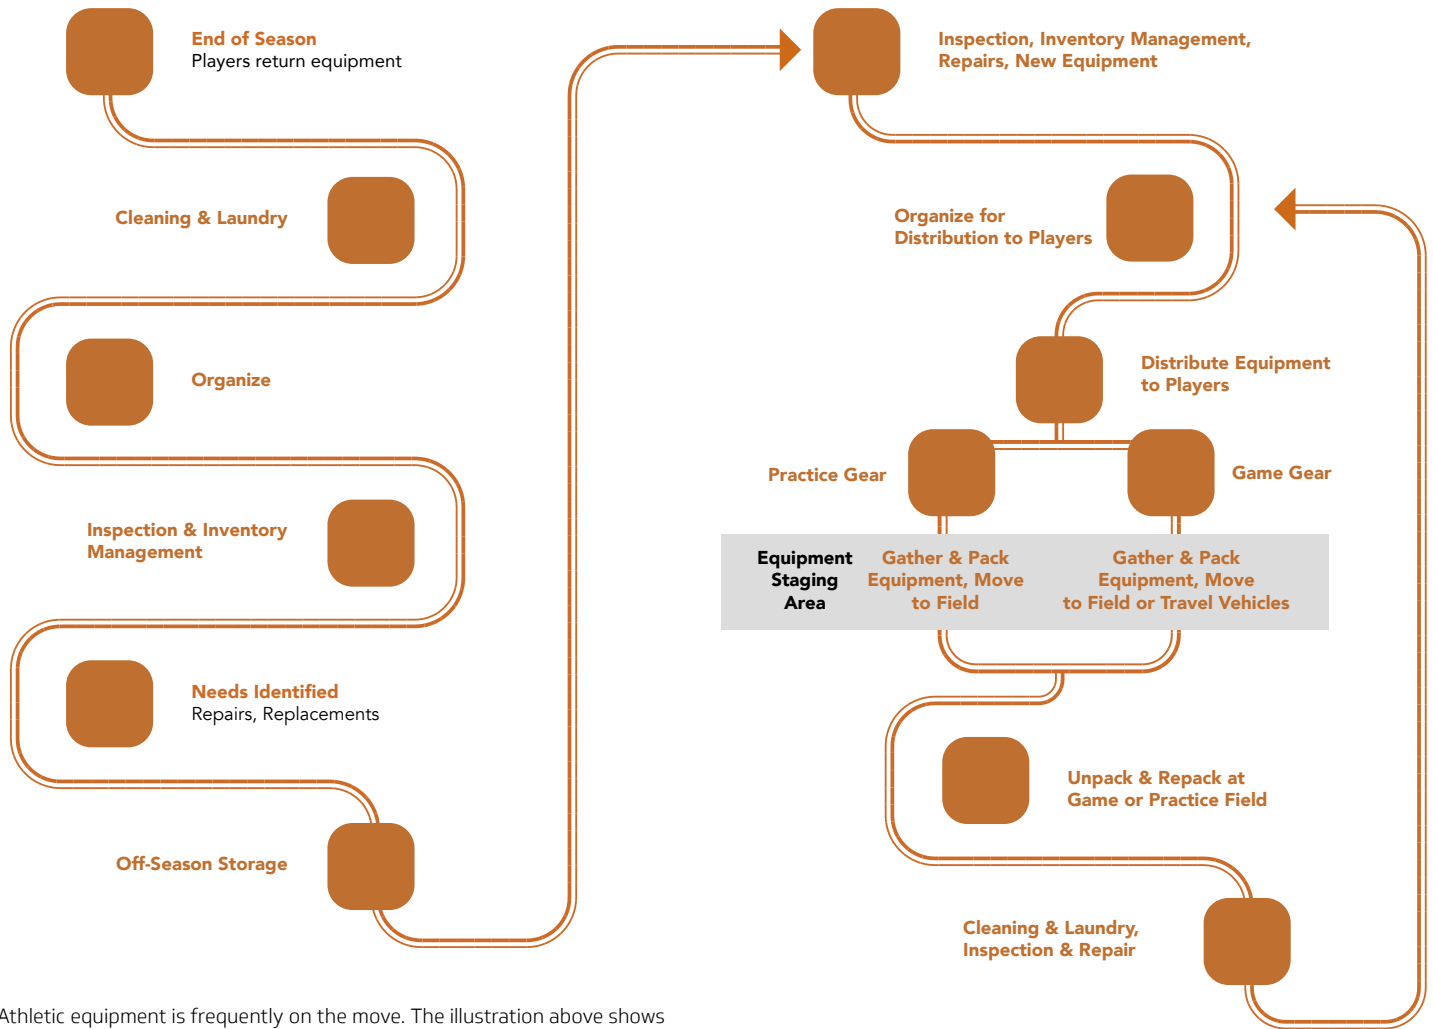 End of Season
Players return equipment
Cleaning & Laundry
Organize
Inspection & Inventory
Management
Needs Identified
Repairs, Replacements
Off-Season Storage
Inspection, Inventory Management,
Repairs, New Equipment
Organize for
Distribution to Players
Distribute Equipment
to Players
Practice Gear
Game Gear
Equipment
Staging
Area
Gather & Pack
Equipment, Move
to Field
Gather & Pack
Equipment, Move
to Field or Travel Vehicles
Unpack & Repack at
Game or Practice Field
Cleaning & Laundry,
Inspection & Repair
Athletic equipment is frequently on the move. The illustration above shows